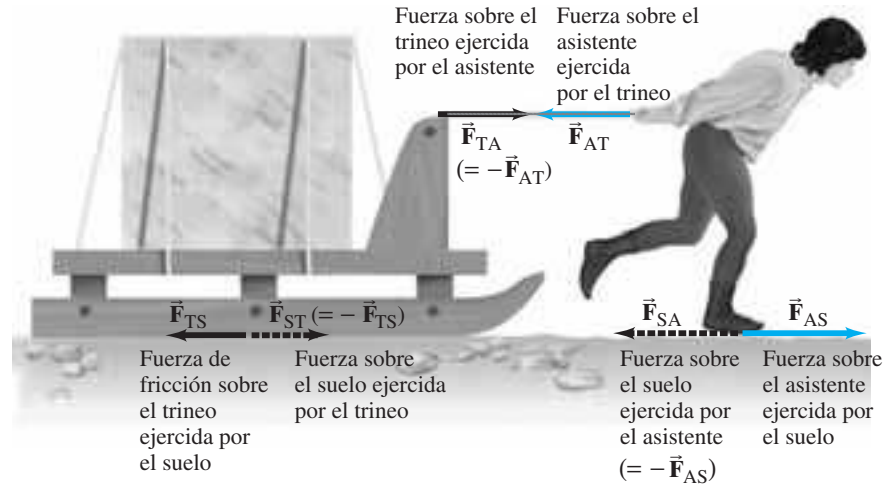 Fuerza sobre el
trineo ejercida
por el asistente
Fuerza sobre el
asistente
ejercida
por el trineo
F⃗TA
(= −F⃗AT)
F⃗AT
F⃗TS
F⃗ST (= − F⃗TS)
F⃗SA
F⃗AS
Fuerza de
fricción sobre
el trineo
ejercida por
el suelo
Fuerza sobre
el suelo ejercida
por el trineo
Fuerza sobre
el suelo
ejercida por
el asistente
(= −F⃗AS)
Fuerza sobre
el asistente
ejercida por
el suelo